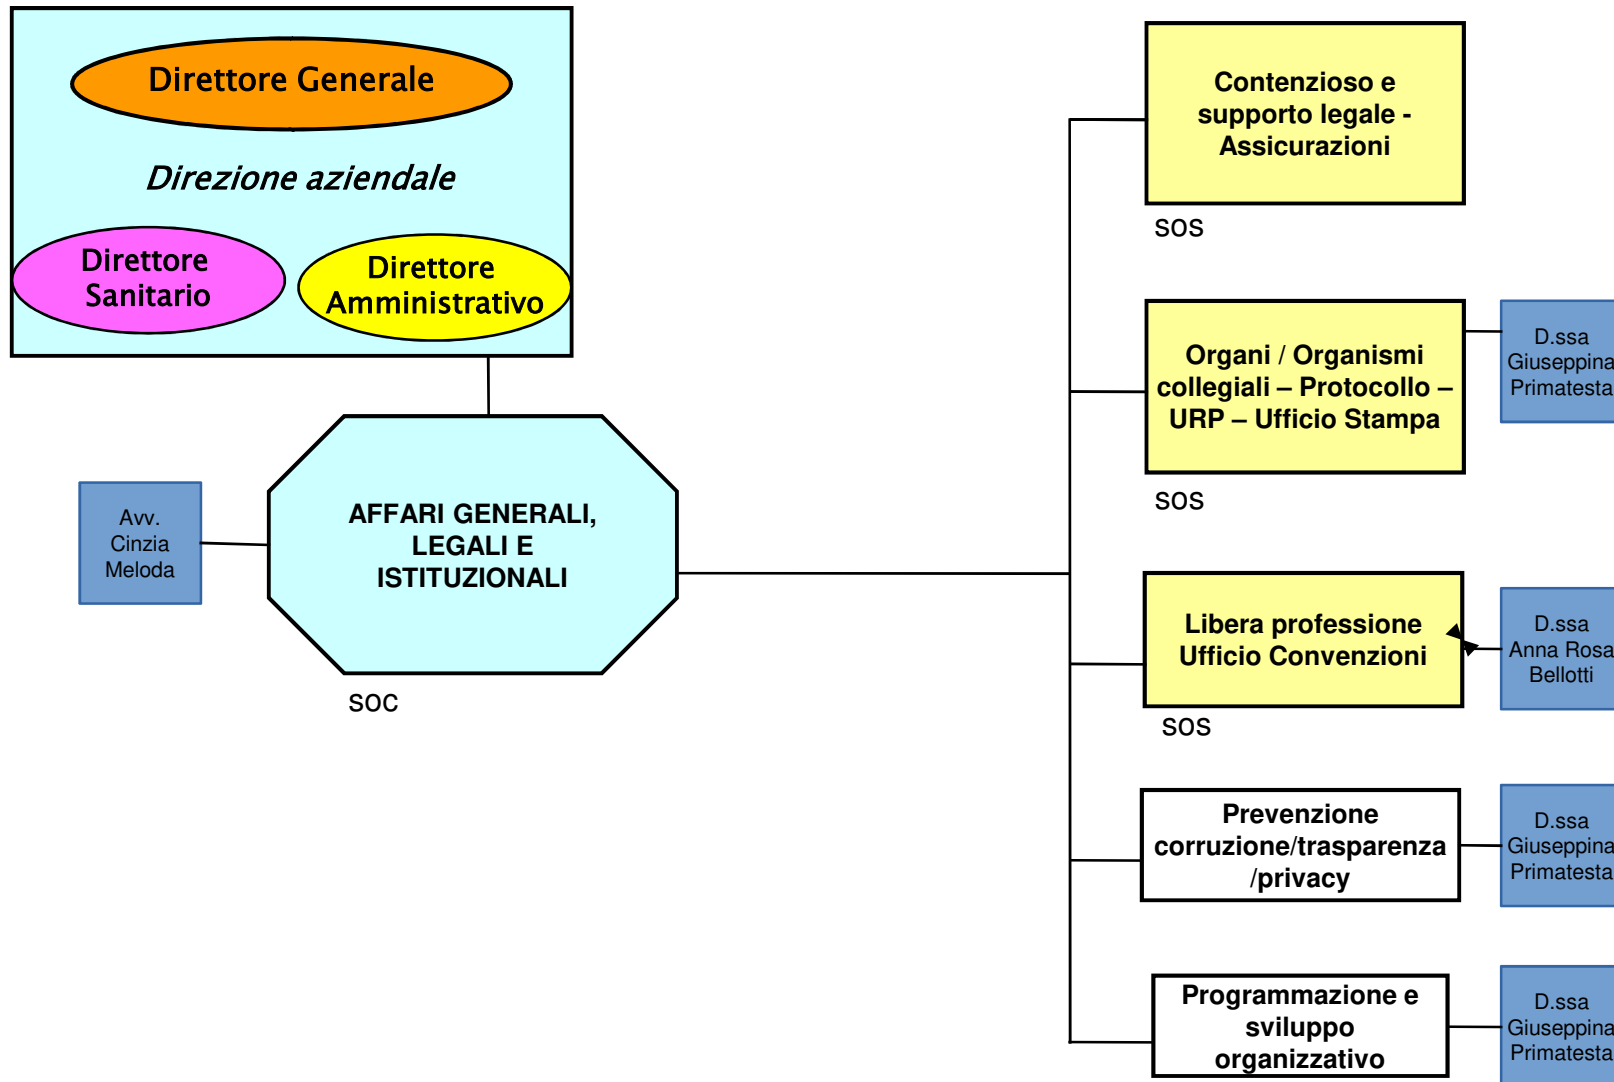 Direttore Generale
Direzione aziendale
Direttore
Sanitario
Direttore
Amministrativo
Avv.
Cinzia
Meloda
AFFARI GENERALI,
LEGALI E
ISTITUZIONALI
SOC
Contenzioso e
supporto legale -
Assicurazioni
SOS
Organi / Organismi
collegiali – Protocollo –
URP – Ufficio Stampa
SOS
D.ssa
Giuseppina
Primatesta
Libera professione
Ufficio Convenzioni
SOS
D.ssa
Anna Rosa
Bellotti
Prevenzione
corruzione/trasparenza
/privacy
D.ssa
Giuseppina
Primatesta
Programmazione e
sviluppo
organizzativo
D.ssa
Giuseppina
Primatesta